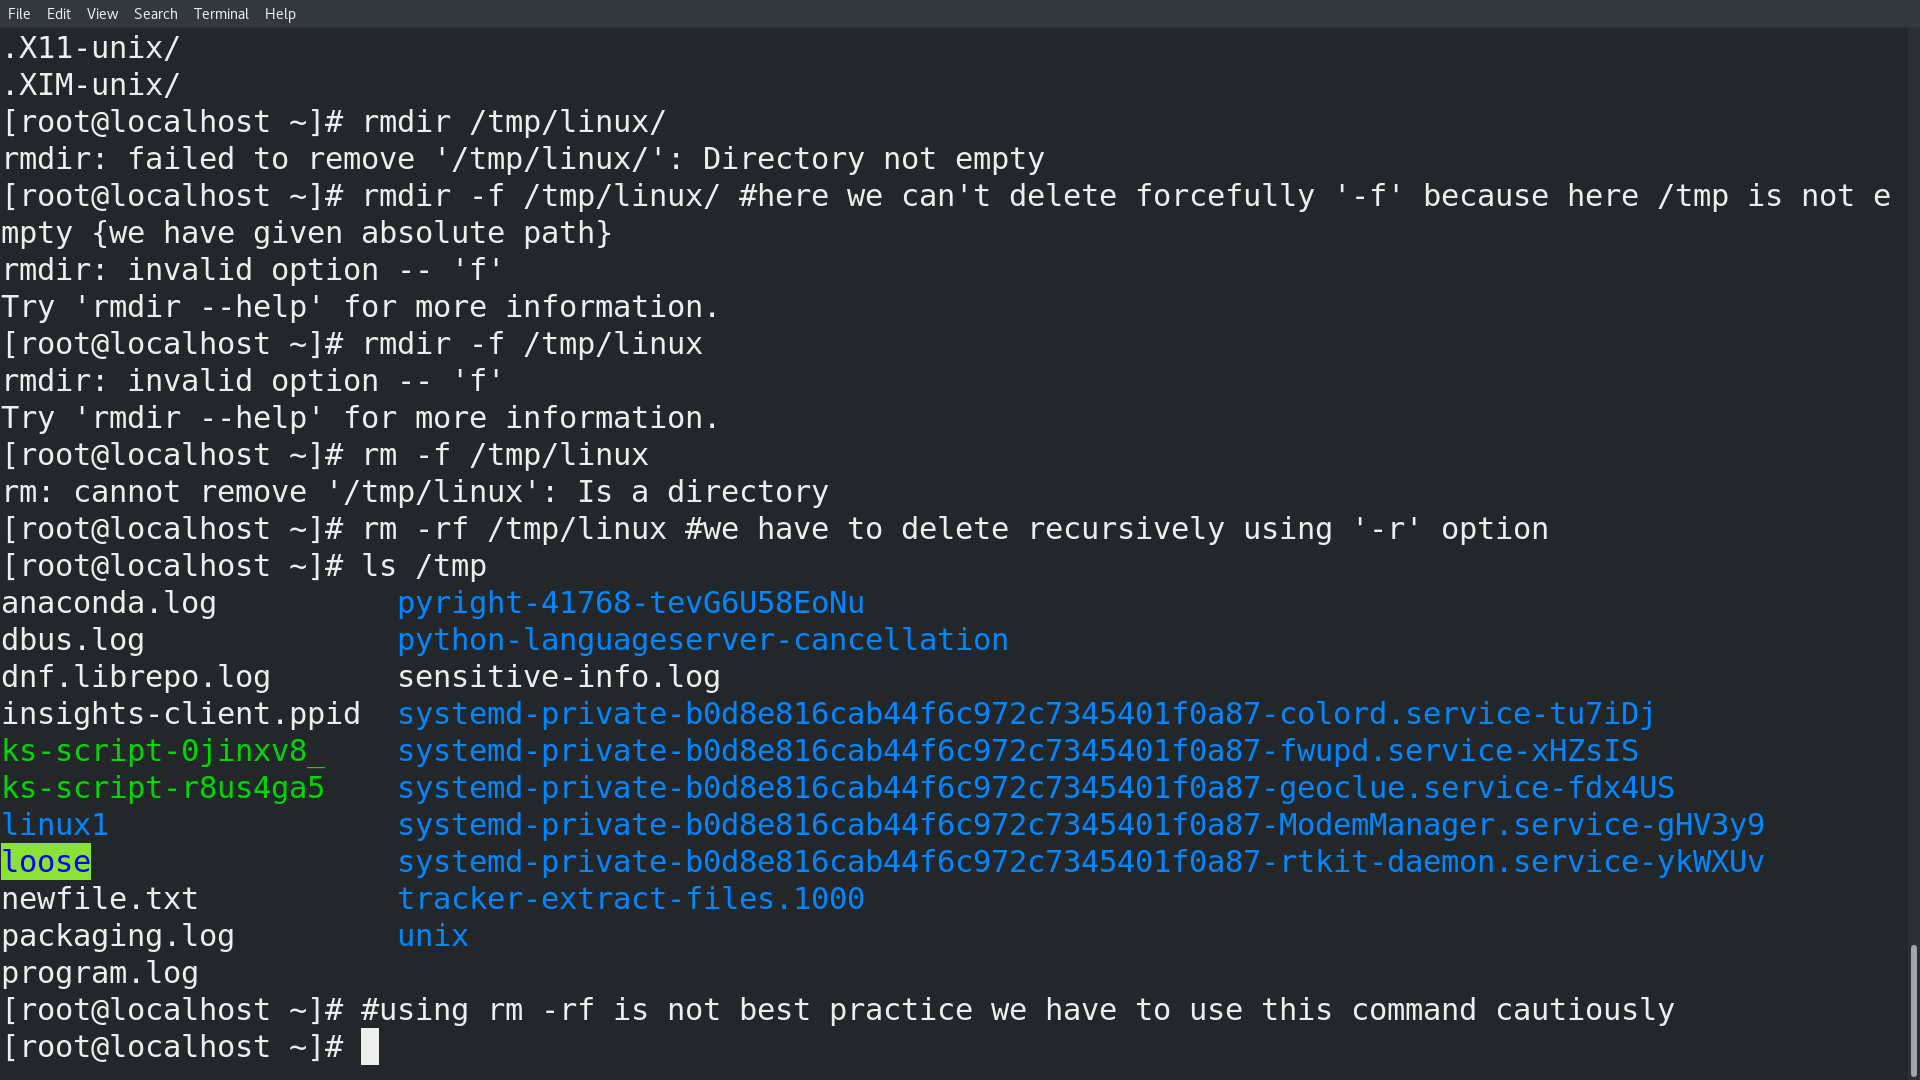 File Edit View Search Terminal Help
.X11-unix/
.XIM-unix/
[root@localhost ~]# rmdir /tmp/linux/
rmdir: failed to remove '/tmp/linux/': Directory not empty
[root@localhost ~]# rmdir -f /tmp/linux/ #here we can't delete forcefully '-f' because here /tmp is not e
mpty {we have given absolute path}
rmdir: invalid option -- 'f'
Try 'rmdir --help' for more information.
[root@localhost ~]# rmdir -f /tmp/linux
rmdir: invalid option -- 'f'
Try 'rmdir --help' for more information.
[root@localhost ~]# rm -f /tmp/linux
rm: cannot remove '/tmp/linux': Is a directory
[root@localhost ~]# rm -rf /tmp/linux #we have to delete recursively using '-r' option
[root@localhost ~]# ls /tmp
anaconda.log          pyright-41768-tevG6U58EoNu
dbus.log              python-languageserver-cancellation
dnf.librepo.log       sensitive-info.log
insights-client.ppid  systemd-private-b0d8e816cab44f6c972c7345401f0a87-colord.service-tu7iDj
ks-script-0jinxv8_    systemd-private-b0d8e816cab44f6c972c7345401f0a87-fwupd.service-xHZsIS
ks-script-r8us4ga5    systemd-private-b0d8e816cab44f6c972c7345401f0a87-geoclue.service-fdx4US
linux1                systemd-private-b0d8e816cab44f6c972c7345401f0a87-ModemManager.service-gHV3y9
loose                 systemd-private-b0d8e816cab44f6c972c7345401f0a87-rtkit-daemon.service-ykWXUv
newfile.txt           tracker-extract-files.1000
packaging.log         unix
program.log
[root@localhost ~]# #using rm -rf is not best practice we have to use this command cautiously
[root@localhost ~]#